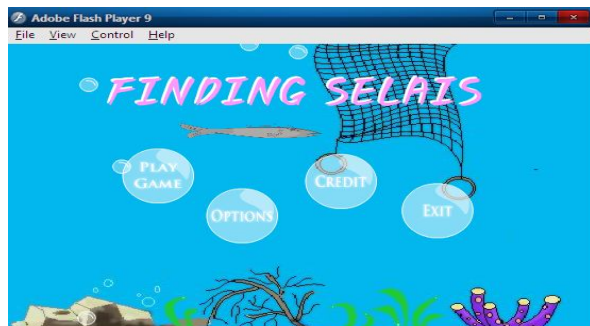 Adobe Flash Player 9
File View Control Help
FINDING SELAIS
PLAY
GAME
OPTIONS
CREDIT
EXIT